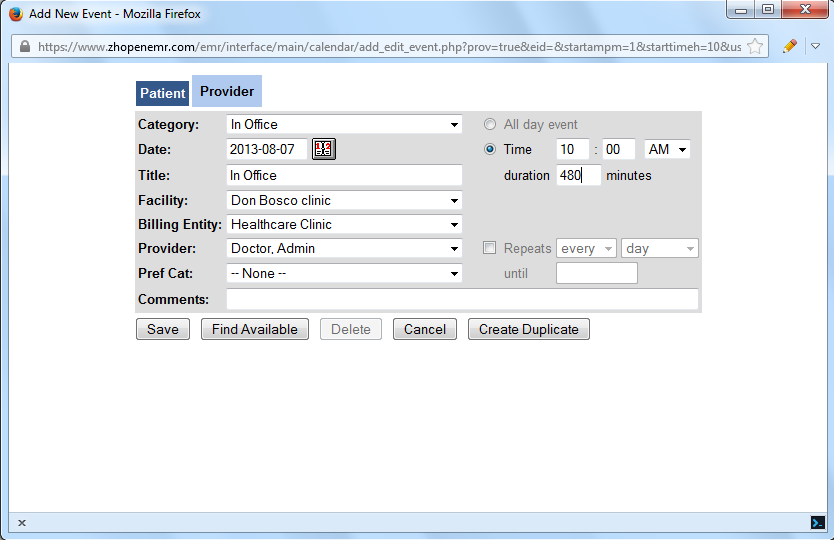 Add New Event - Mozilla Firefox
https://www.zhopenemr.com/emr/interface/main/calendar/add_edit_event.php?prov=true&eid=&startampm=1&starttimeh=10&us
Patient Provider
Category: In Office All day event
Date: 2013-08-07 Time 10 : 00 AM
Title: In Office duration 480 minutes
Facility: Don Bosco clinic
Billing Entity: Healthcare Clinic
Provider: Doctor, Admin Repeats every day
Pref Cat: -- None -- until
Comments:
Save Find Available Delete Cancel Create Duplicate